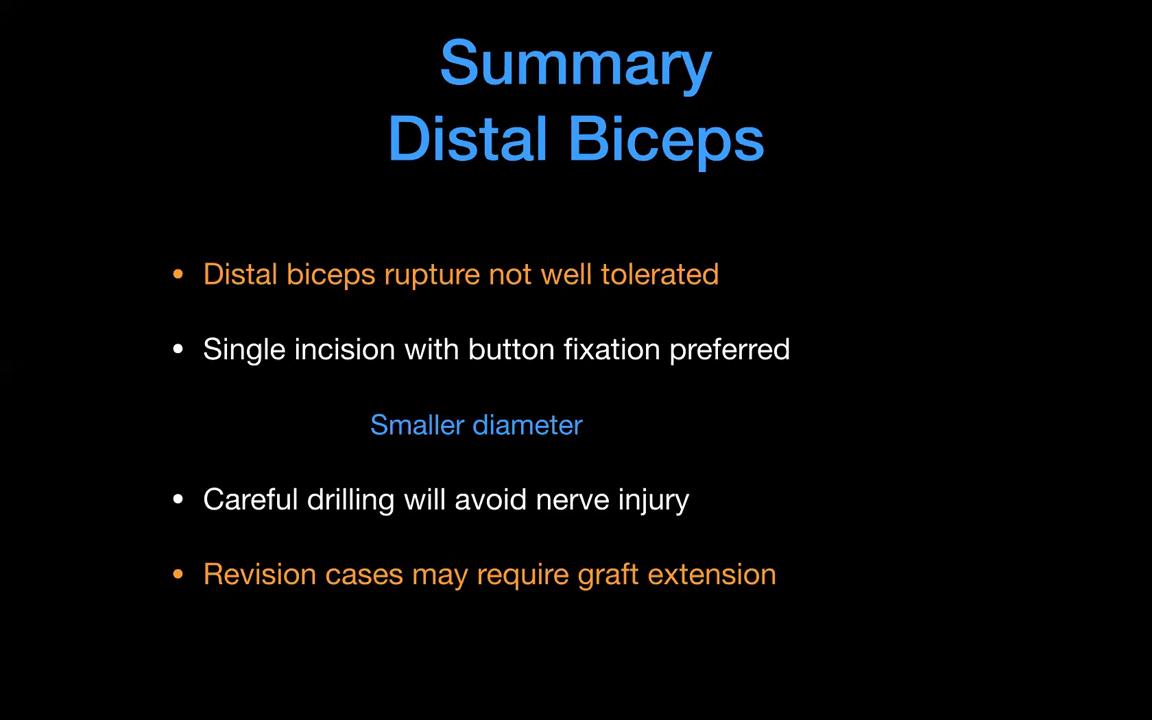 Summary
Distal Biceps
• Distal biceps rupture not well tolerated
• Single incision with button fixation preferred
Smaller diameter
• Careful drilling will avoid nerve injury
• Revision cases may require graft extension